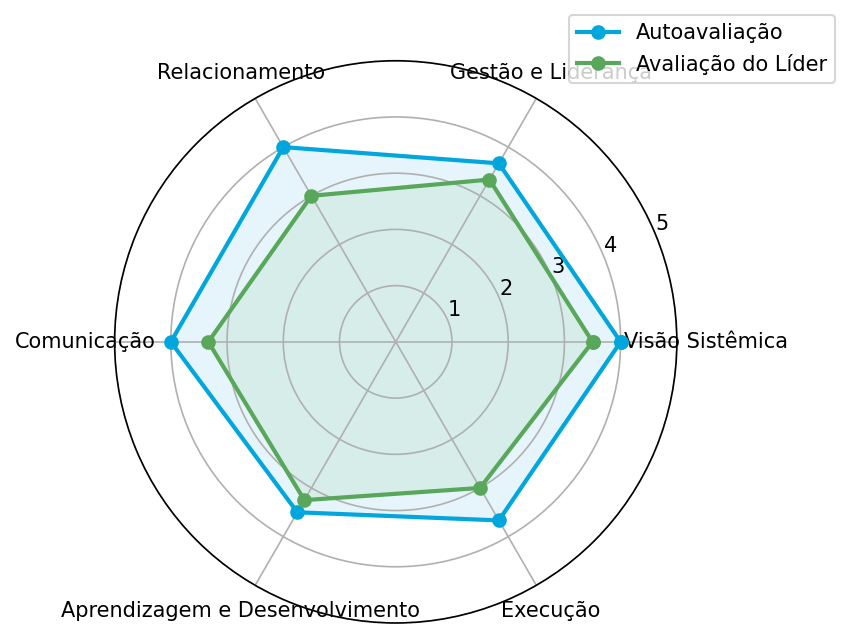 Autoavaliação
Avaliação do Líder
Relacionamento
Gestão e Liderança
5
4
3
2
1
Comunicação
Visão Sistêmica
Aprendizagem e Desenvolvimento
Execução